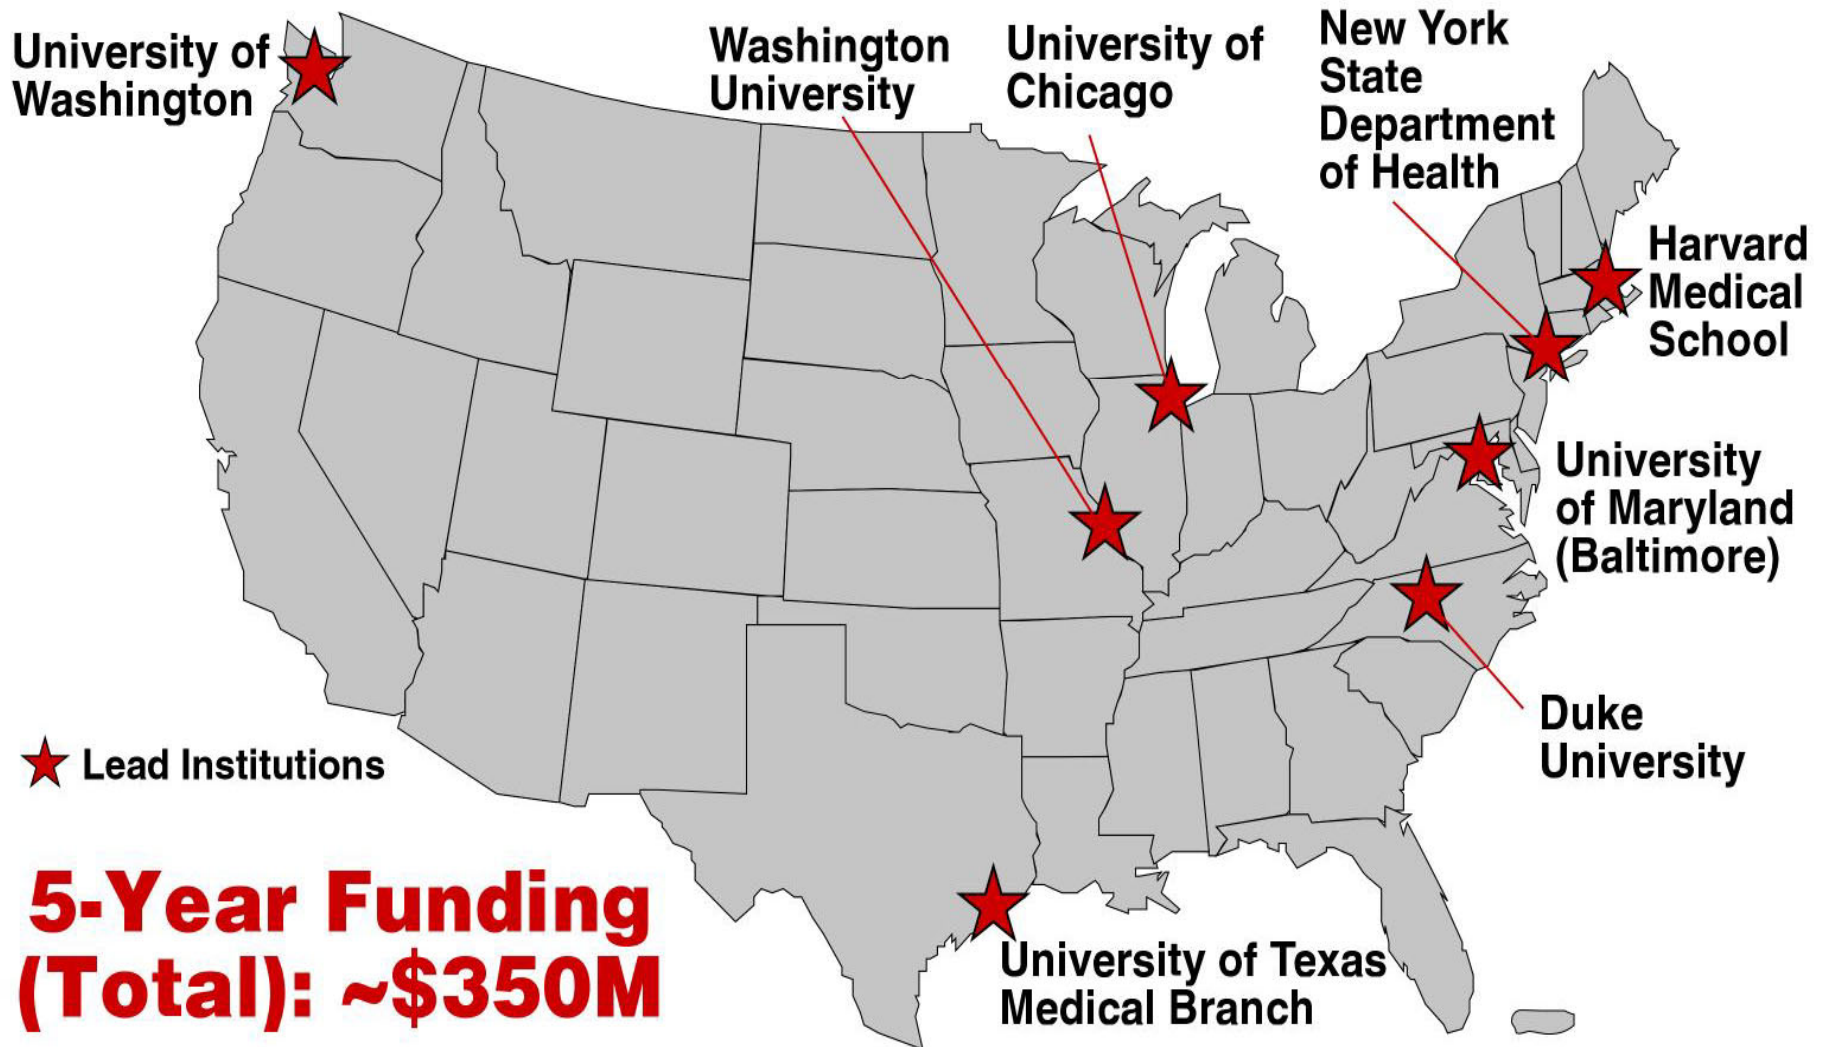 University of
Washington
Washington
University
University of
Chicago
New York
State
Department
of Health
Harvard
Medical
School
University
of Maryland
(Baltimore)
Duke
University
Lead Institutions
5-Year Funding
(Total): ~$350M
University of Texas
Medical Branch